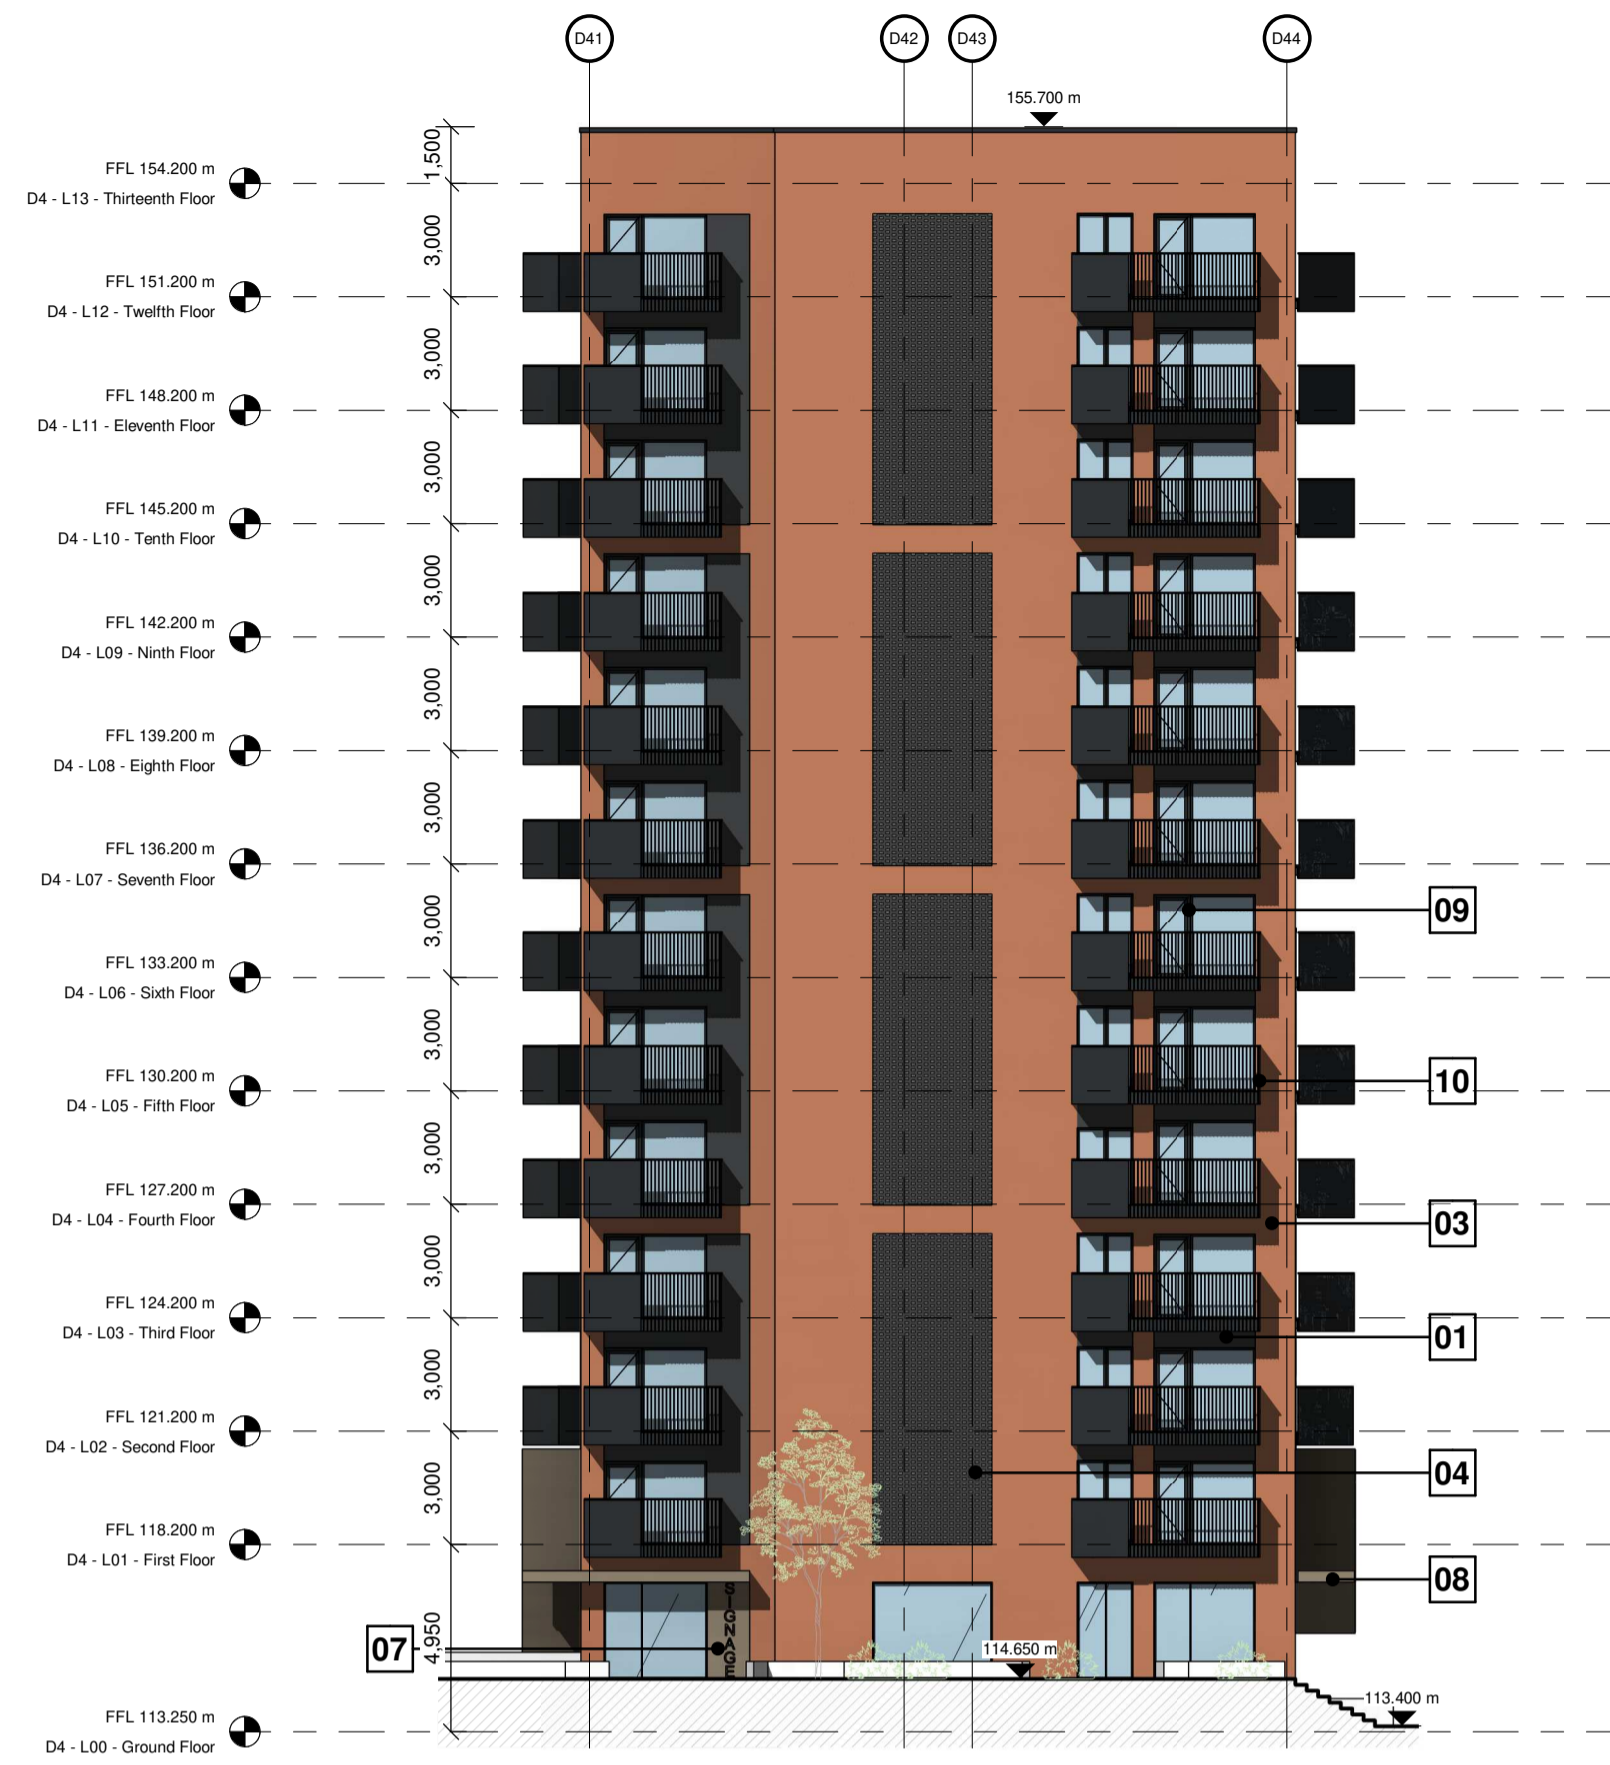 D41
D42
D43
D44
155.700 m
1,500
FFL 154.200 m
D4 - L13 - Thirteenth Floor
3,000
FFL 151.200 m
D4 - L12 - Twelfth Floor
3,000
FFL 148.200 m
D4 - L11 - Eleventh Floor
3,000
FFL 145.200 m
D4 - L10 - Tenth Floor
3,000
FFL 142.200 m
D4 - L09 - Ninth Floor
3,000
FFL 139.200 m
D4 - L08 - Eighth Floor
3,000
FFL 136.200 m
D4 - L07 - Seventh Floor
09
3,000
FFL 133.200 m
D4 - L06 - Sixth Floor
3,000
FFL 130.200 m
D4 - L05 - Fifth Floor
10
3,000
FFL 127.200 m
D4 - L04 - Fourth Floor
03
3,000
FFL 124.200 m
D4 - L03 - Third Floor
01
3,000
FFL 121.200 m
D4 - L02 - Second Floor
04
3,000
FFL 118.200 m
D4 - L01 - First Floor
08
SIGNAGE
07
4,950
114.650 m
113.400 m
FFL 113.250 m
D4 - L00 - Ground Floor